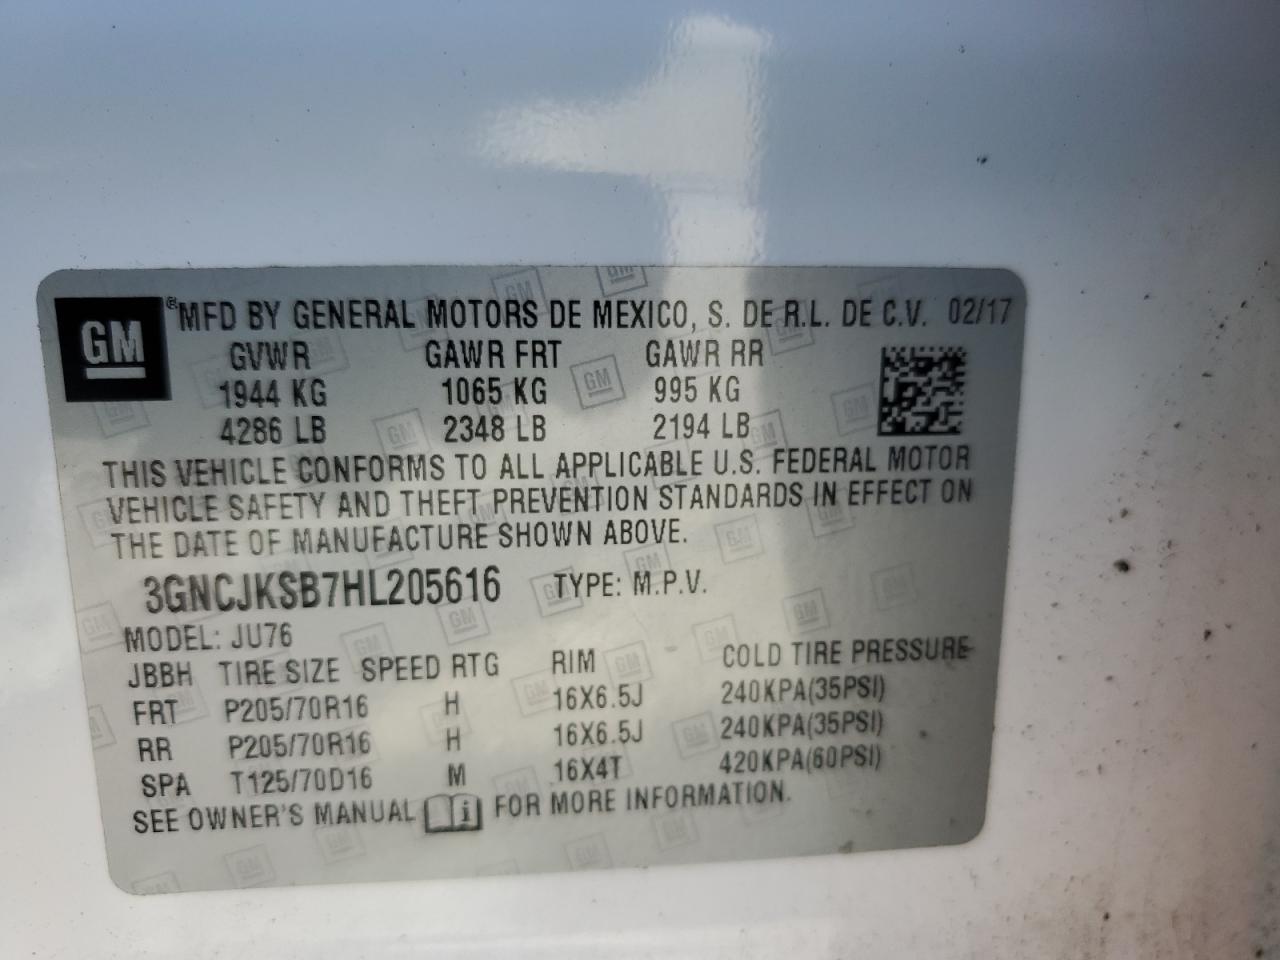 GM
® MFD BY GENERAL MOTORS DE MEXICO, S. DE R.L. DE C.V. 02/17
GVWR GAWR FRT GAWR RR
1944 KG 1065 KG 995 KG
4286 LB 2348 LB 2194 LB
THIS VEHICLE CONFORMS TO ALL APPLICABLE U.S. FEDERAL MOTOR
VEHICLE SAFETY AND THEFT PREVENTION STANDARDS IN EFFECT ON
THE DATE OF MANUFACTURE SHOWN ABOVE.
3GNCJKSB7HL205616 TYPE: M.P.V.
MODEL: JU76
JBBH TIRE SIZE SPEED RTG RIM COLD TIRE PRESSURE
FRT P205/70R16 H 16X6.5J 240KPA(35PSI)
RR P205/70R16 H 16X6.5J 240KPA(35PSI)
SPA T125/70D16 M 16X4T 420KPA(60PSI)
SEE OWNER'S MANUAL i FOR MORE INFORMATION.